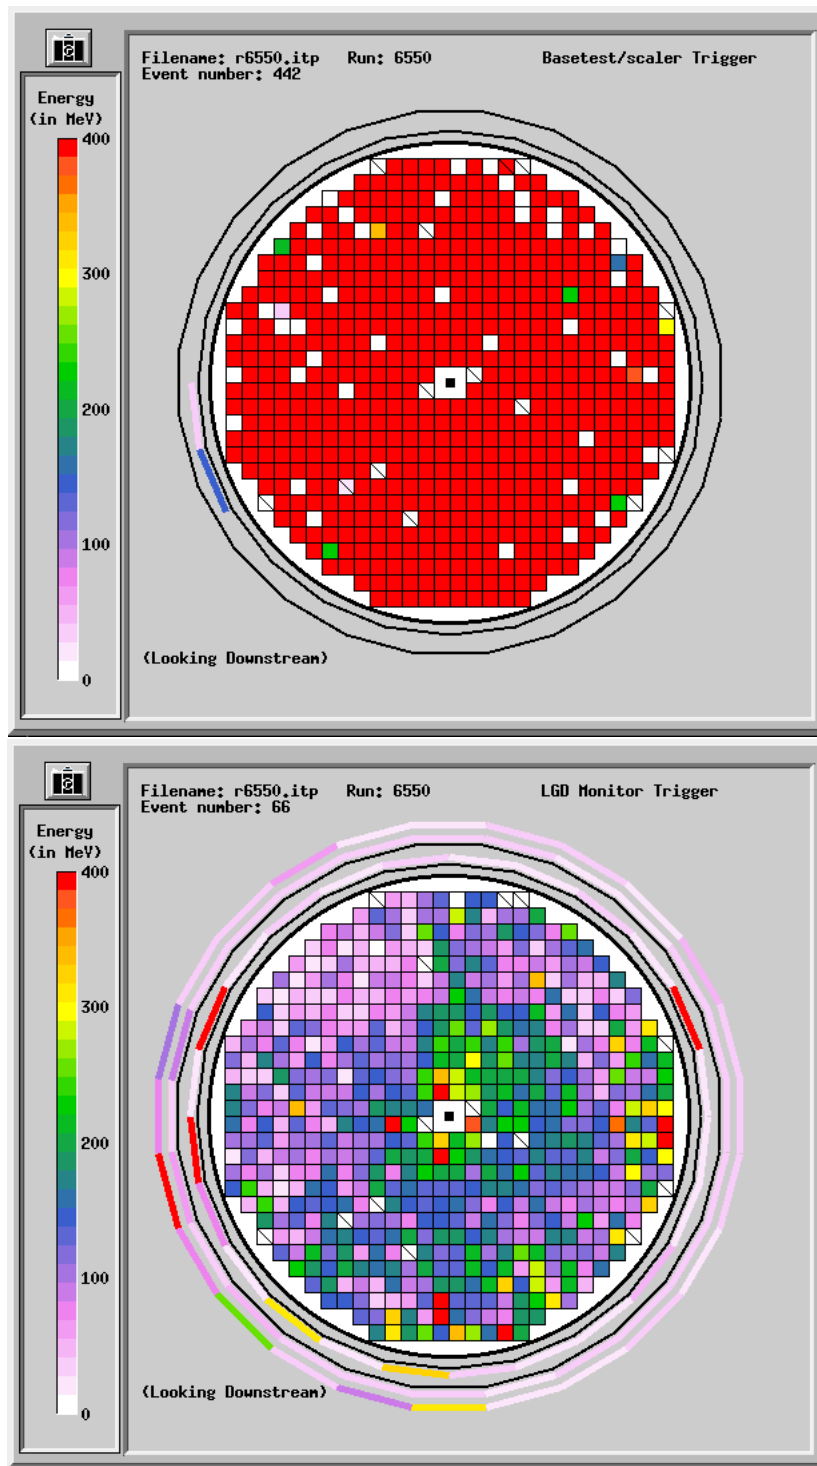 Filename: r6550.itp Run: 6550 Basetest/scaler Trigger
Event number: 442
Energy
(in MeV)
400
300
200
100
0
(Looking Downstream)
Filename: r6550.itp Run: 6550 LGD Monitor Trigger
Event number: 66
Energy
(in MeV)
400
300
200
100
0
(Looking Downstream)